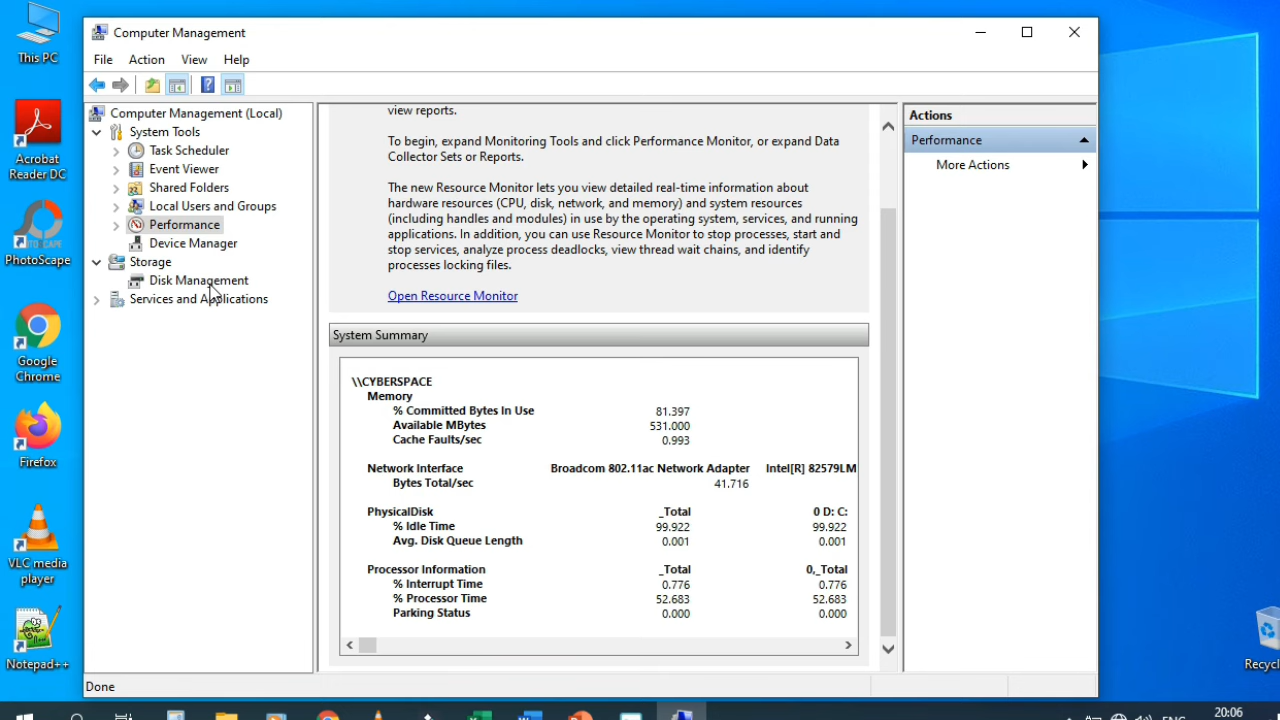 This PC
Acrobat
Reader DC
PhotoScape
Google
Chrome
Firefox
VLC media
player
Notepad++
Computer Management
File Action View Help
Computer Management (Local)
System Tools
Task Scheduler
Event Viewer
Shared Folders
Local Users and Groups
Performance
Device Manager
Storage
Disk Management
Services and Applications
view reports.
To begin, expand Monitoring Tools and click Performance Monitor, or expand Data
Collector Sets or Reports.
The new Resource Monitor lets you view detailed real-time information about
hardware resources (CPU, disk, network, and memory) and system resources
(including handles and modules) in use by the operating system, services, and running
applications. In addition, you can use Resource Monitor to stop processes, start and
stop services, analyze process deadlocks, view thread wait chains, and identify
processes locking files.
Open Resource Monitor
System Summary
\\CYBERSPACE
Memory
% Committed Bytes In Use 81.397
Available MBytes 531.000
Cache Faults/sec 0.993
Network Interface Broadcom 802.11ac Network Adapter Intel[R] 82579LM
Bytes Total/sec 41.716
PhysicalDisk _Total 0 D: C:
% Idle Time 99.922 99.922
Avg. Disk Queue Length 0.001 0.001
Processor Information _Total 0,_Total
% Interrupt Time 0.776 0.776
% Processor Time 52.683 52.683
Parking Status 0.000 0.000
Actions
Performance
More Actions
Done
Recyc
20:06